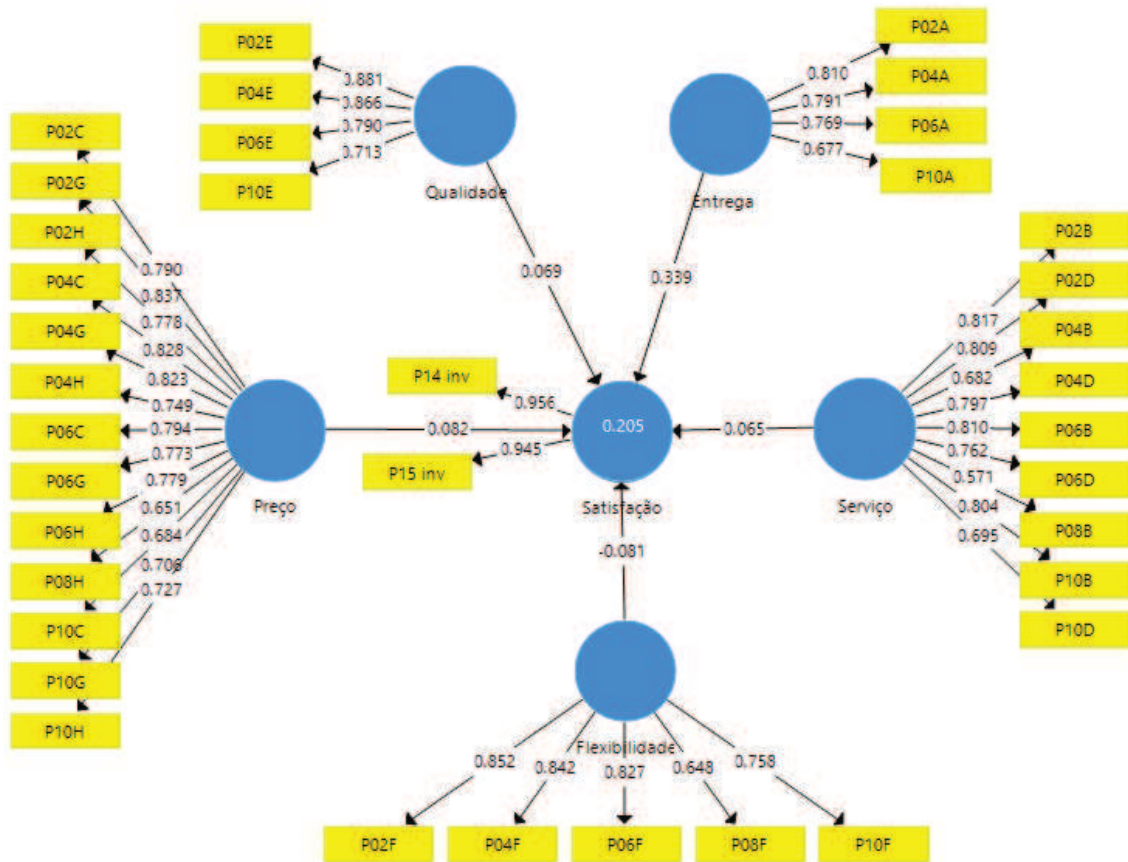 P02E
P04E
P06E
P10E
0.881
0.866
0.790
0.713
Qualidade
P02A
P04A
P06A
P10A
0.810
0.791
0.769
0.677
Entrega
P02C
P02G
P02H
P04C
P04G
P04H
P06C
P06G
P06H
P08H
P10C
P10G
P10H
0.790
0.837
0.778
0.828
0.823
0.749
0.794
0.773
0.779
0.651
0.684
0.706
0.727
Preço
0.069
0.339
P14 inv
P15 inv
0.956
0.945
0.082
0.205
Satisfação
0.065
-0.081
P02B
P02D
P04B
P04D
P06B
P06D
P08B
P10B
P10D
0.817
0.809
0.682
0.797
0.810
0.762
0.571
0.804
0.695
Serviço
Flexibilidade
0.852
0.842
0.827
0.648
0.758
P02F
P04F
P06F
P08F
P10F